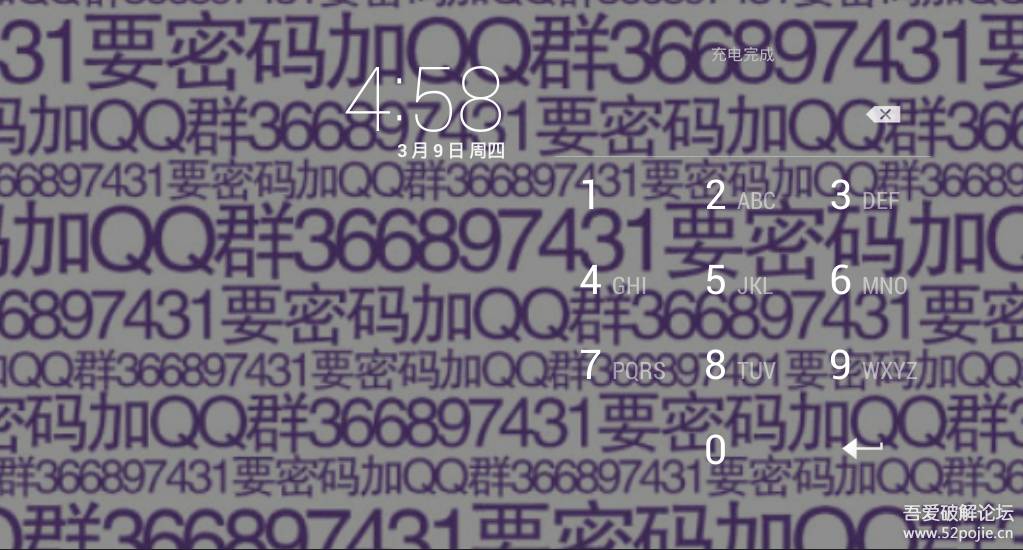 31要密码加QQ群366897431要
充电完成
4:58
码加QQ群366897431要密码加QQ群366
3月9日 周四
66897431要密码加QQ群366897431要密码加QQ群36689
1
2 ABC
3 DEF
码加QQ群366897431要密码加Q
4 GHI
5 JKL
6 MNO
6897431要密码加QQ群366897431要
7 PQRS
8 TUV
9 WXYZ
QQ群366897431要密码加QQ群366897431要密码加QQ群
密码加QQ群366897431要密码加QQ群3
0
群366897431要密码加QQ群366897431要密码加QQ群366
Q群366897431要密码加QQ
吾爱破解论坛
www.52pojie.cn